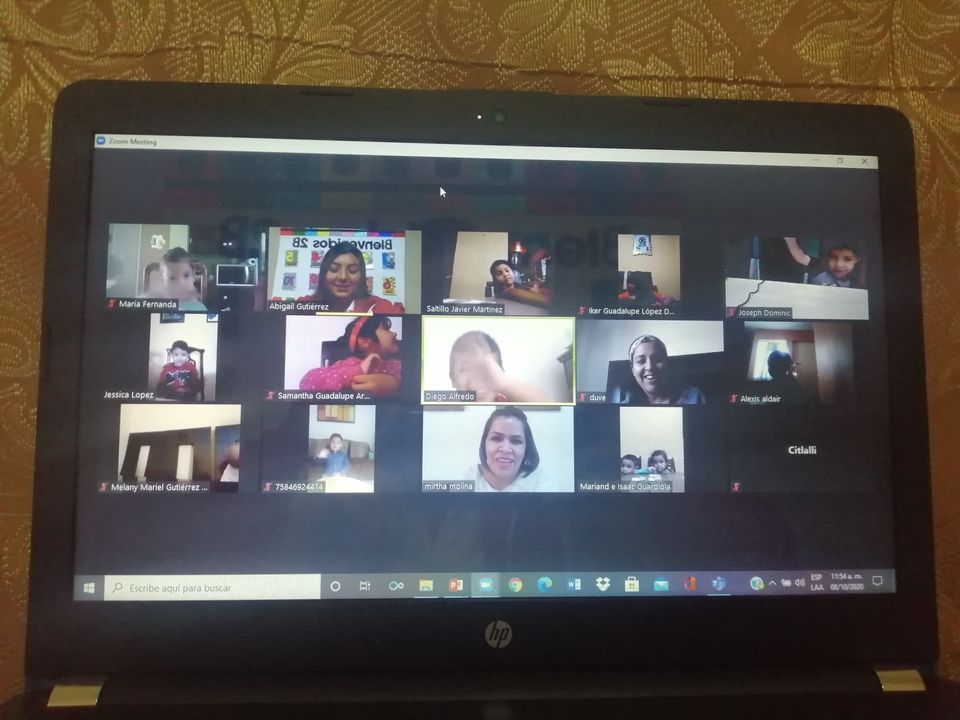 Zoom Meeting
Bienvenidos 2B
Maria Fernanda
Abigail Gutiérrez
Saltillo Javier Martinez
Iker Guadalupe López D...
Joseph Dominic
Jessica Lopez
Samantha Guadalupe Ar...
Diego Alfredo
duve
Alexis aldair
Citlalli
Melany Mariel Gutiérrez ...
75846924414
mirtha molina
Mariand e Isaac Guardiola
Escribe aquí para buscar
ESP
LAA
11:54 a. m.
08/10/2020
hp